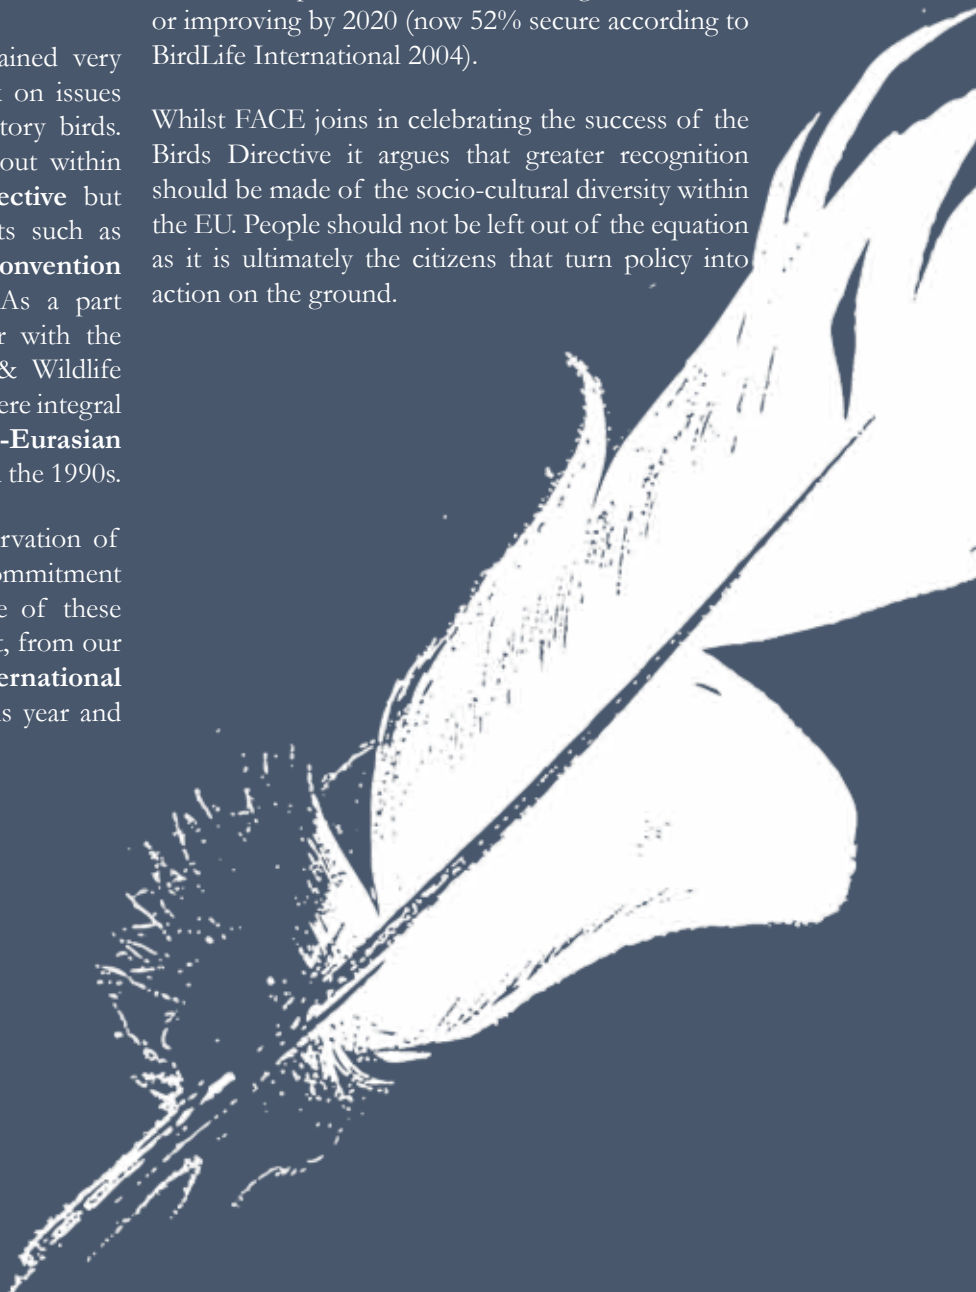 ained very
on issues
tory birds.
out within
ective but
ts such as
onvention
As a part
r with the
& Wildlife
ere integral
-Eurasian
the 1990s.
rvation of
ommitment
e of these
t, from our
ernational
s year and
or improving by 2020 (now 52% secure according to
BirdLife International 2004).
Whilst FACE joins in celebrating the success of the
Birds Directive it argues that greater recognition
should be made of the socio-cultural diversity within
the EU. People should not be left out of the equation
as it is ultimately the citizens that turn policy into
action on the ground.